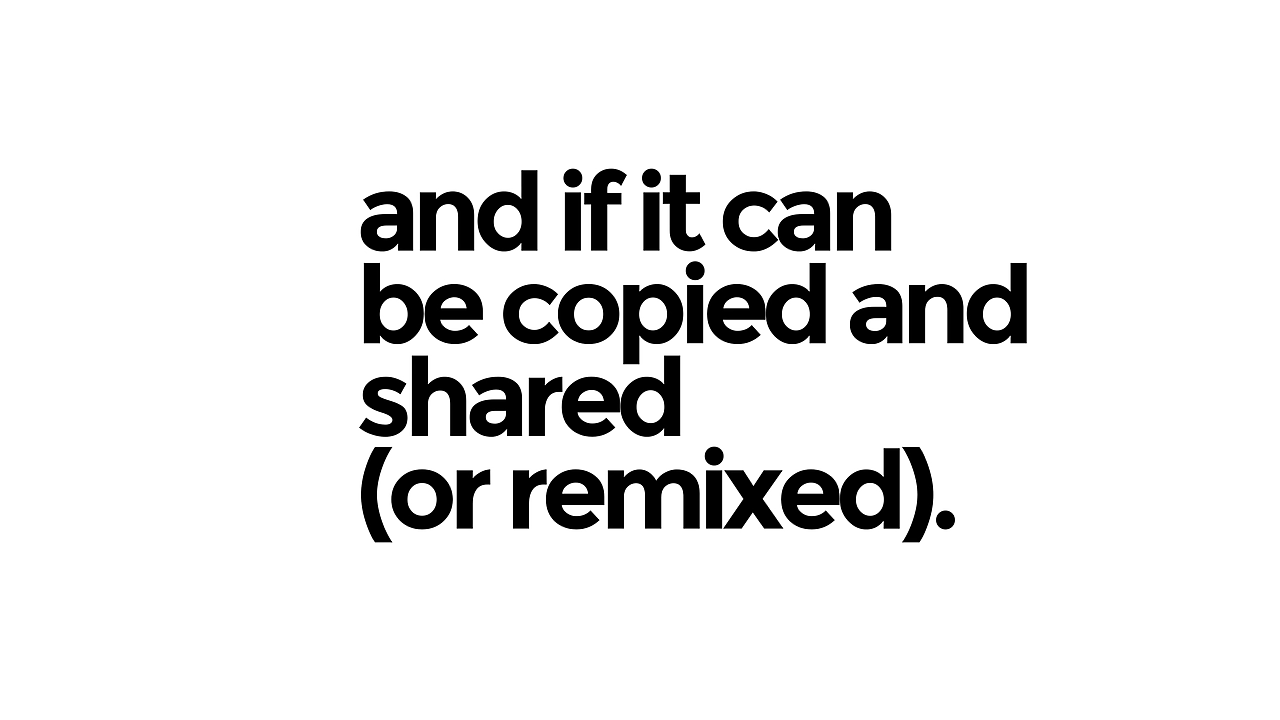 and if it can
be copied and
shared
(or remixed).